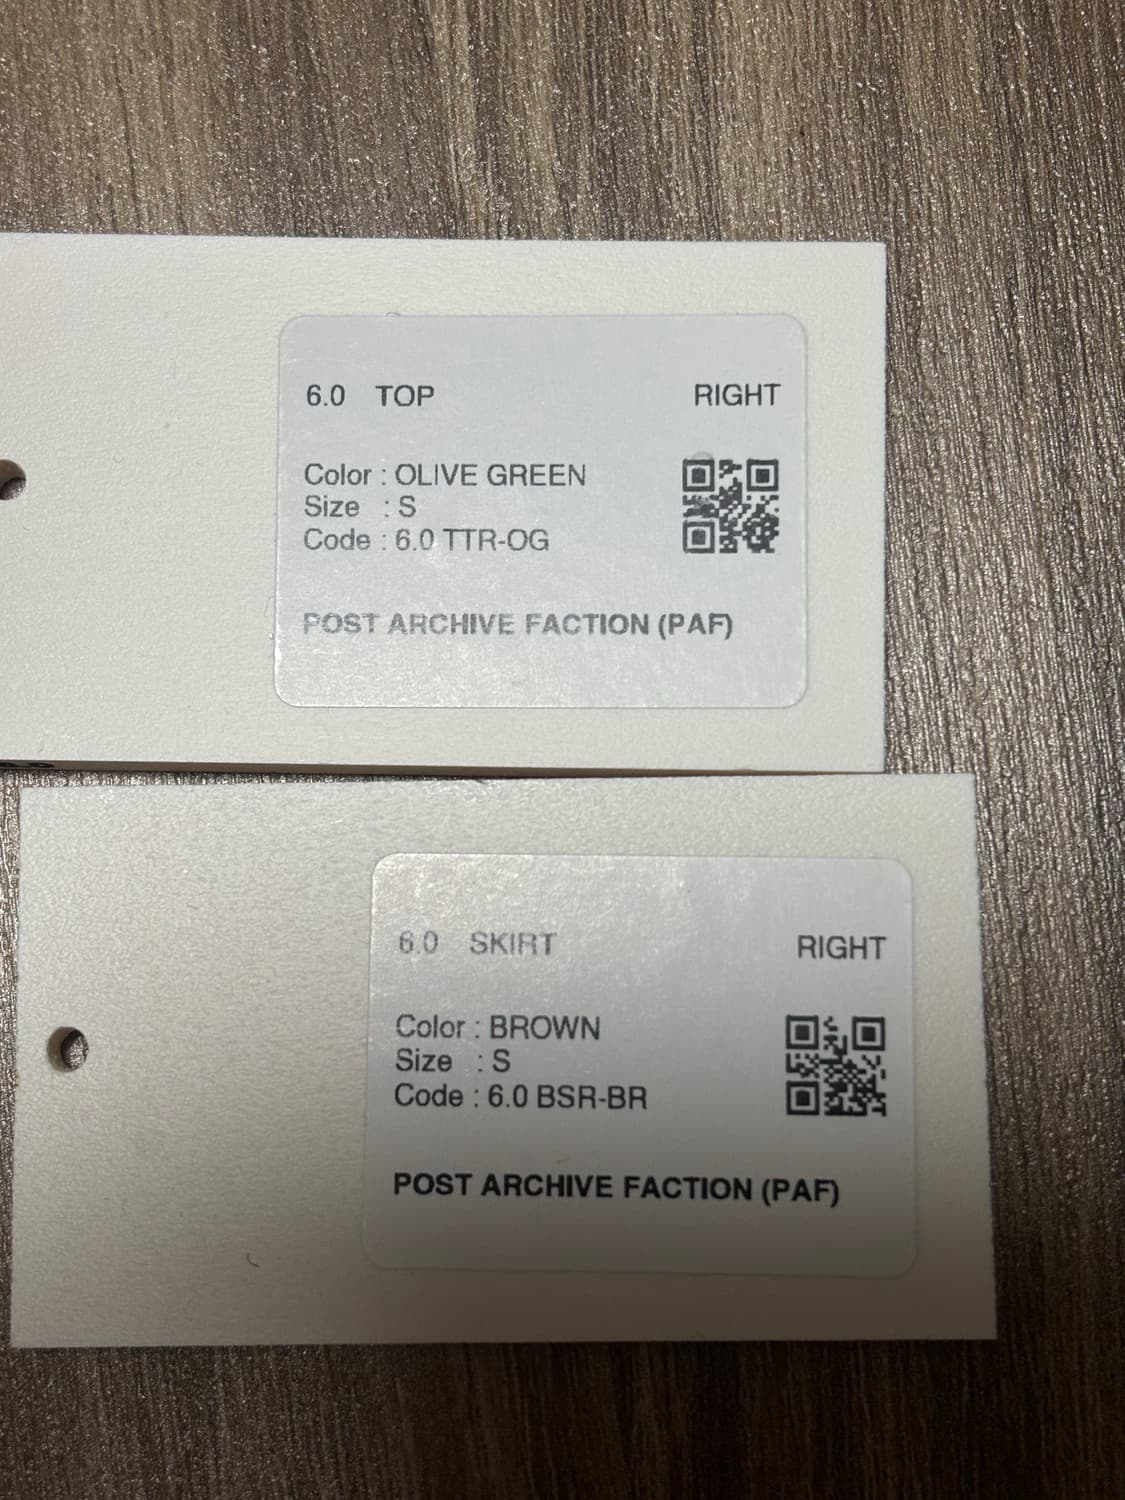 6.0 TOP RIGHT
Color : OLIVE GREEN
Size : S
Code : 6.0 TTR-OG
POST ARCHIVE FACTION (PAF)
6.0 SKIRT RIGHT
Color : BROWN
Size : S
Code : 6.0 BSR-BR
POST ARCHIVE FACTION (PAF)